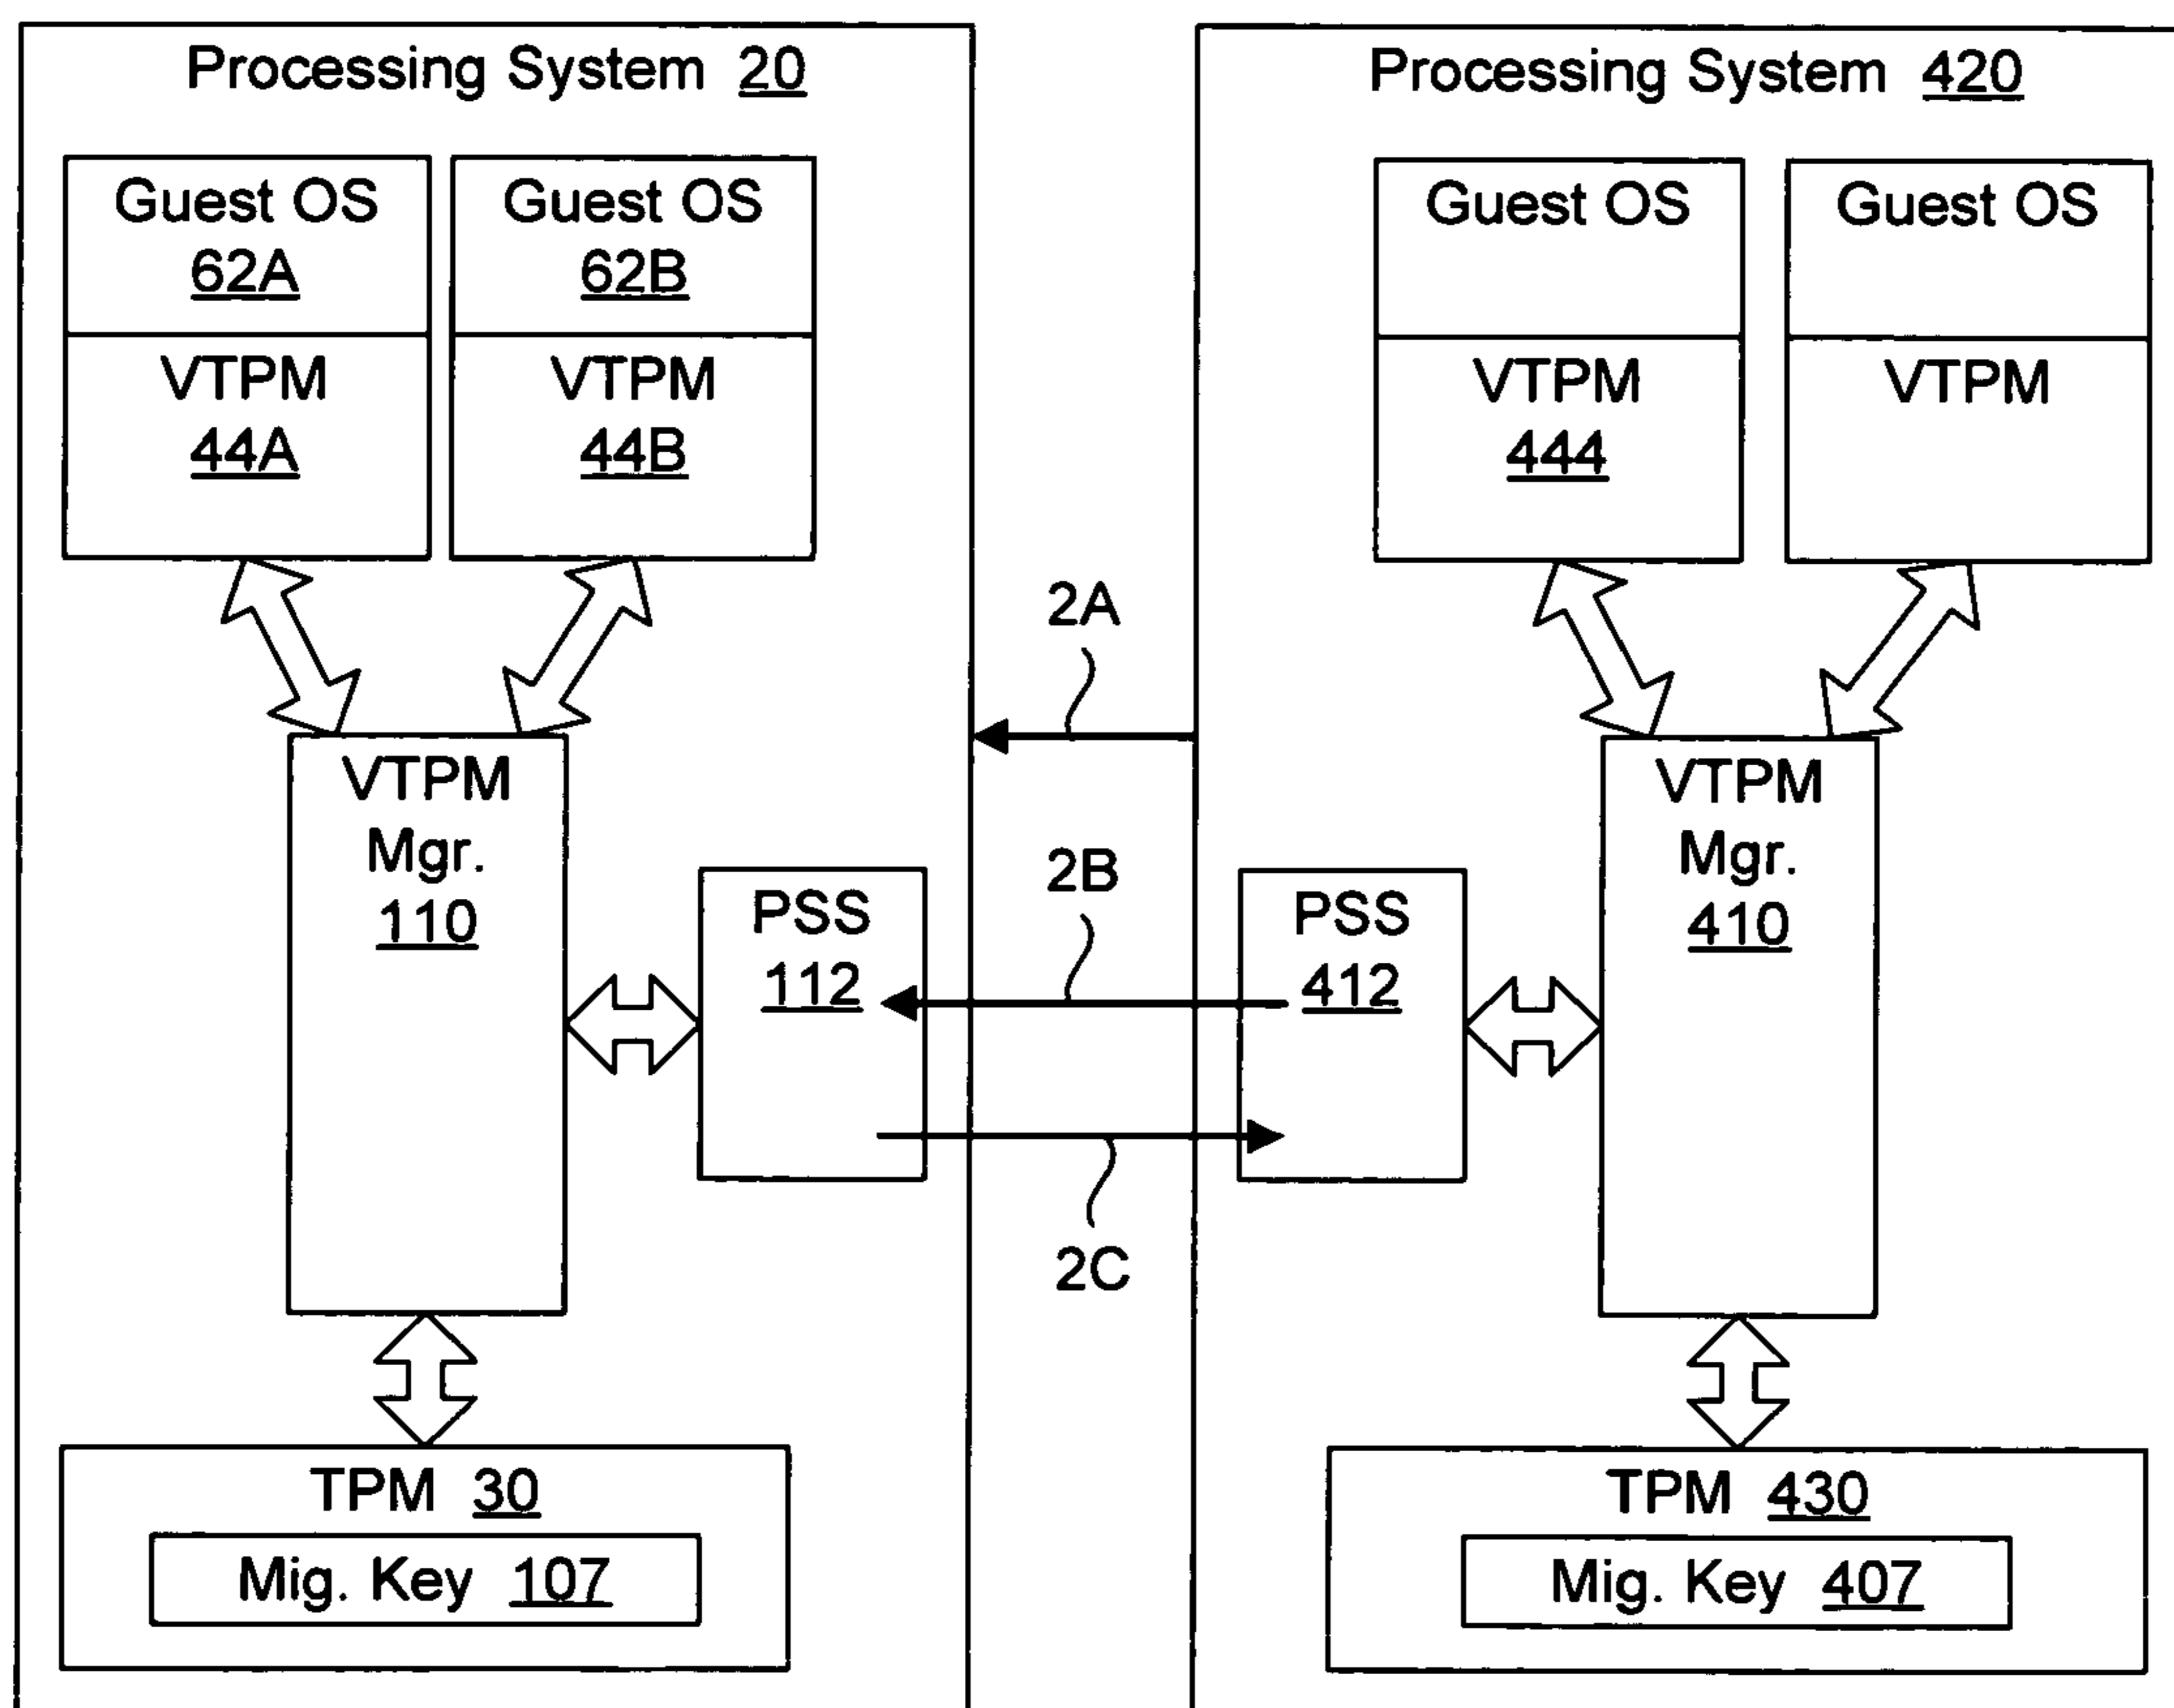 Processing System 20
Guest OS
62A
VTPM
44A
Guest OS
62B
VTPM
44B
VTPM
Mgr.
110
PSS
112
TPM 30
Mig. Key 107
2A
2B
2C
Processing System 420
Guest OS
VTPM
444
Guest OS
VTPM
PSS
412
VTPM
Mgr.
410
TPM 430
Mig. Key 407